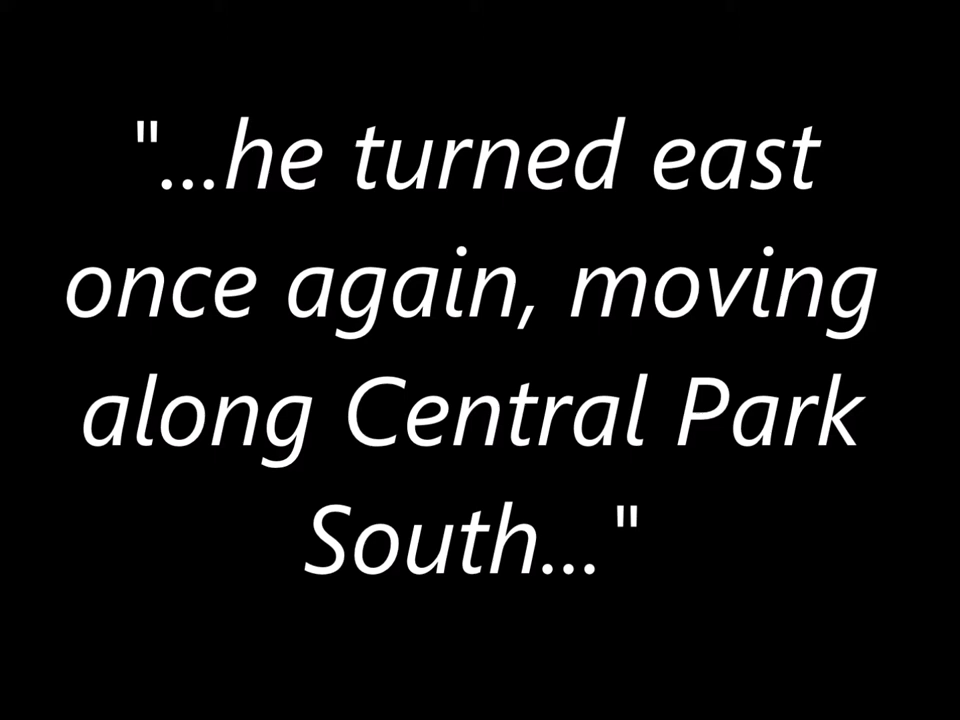 "...he turned east
once again, moving
along Central Park
South..."